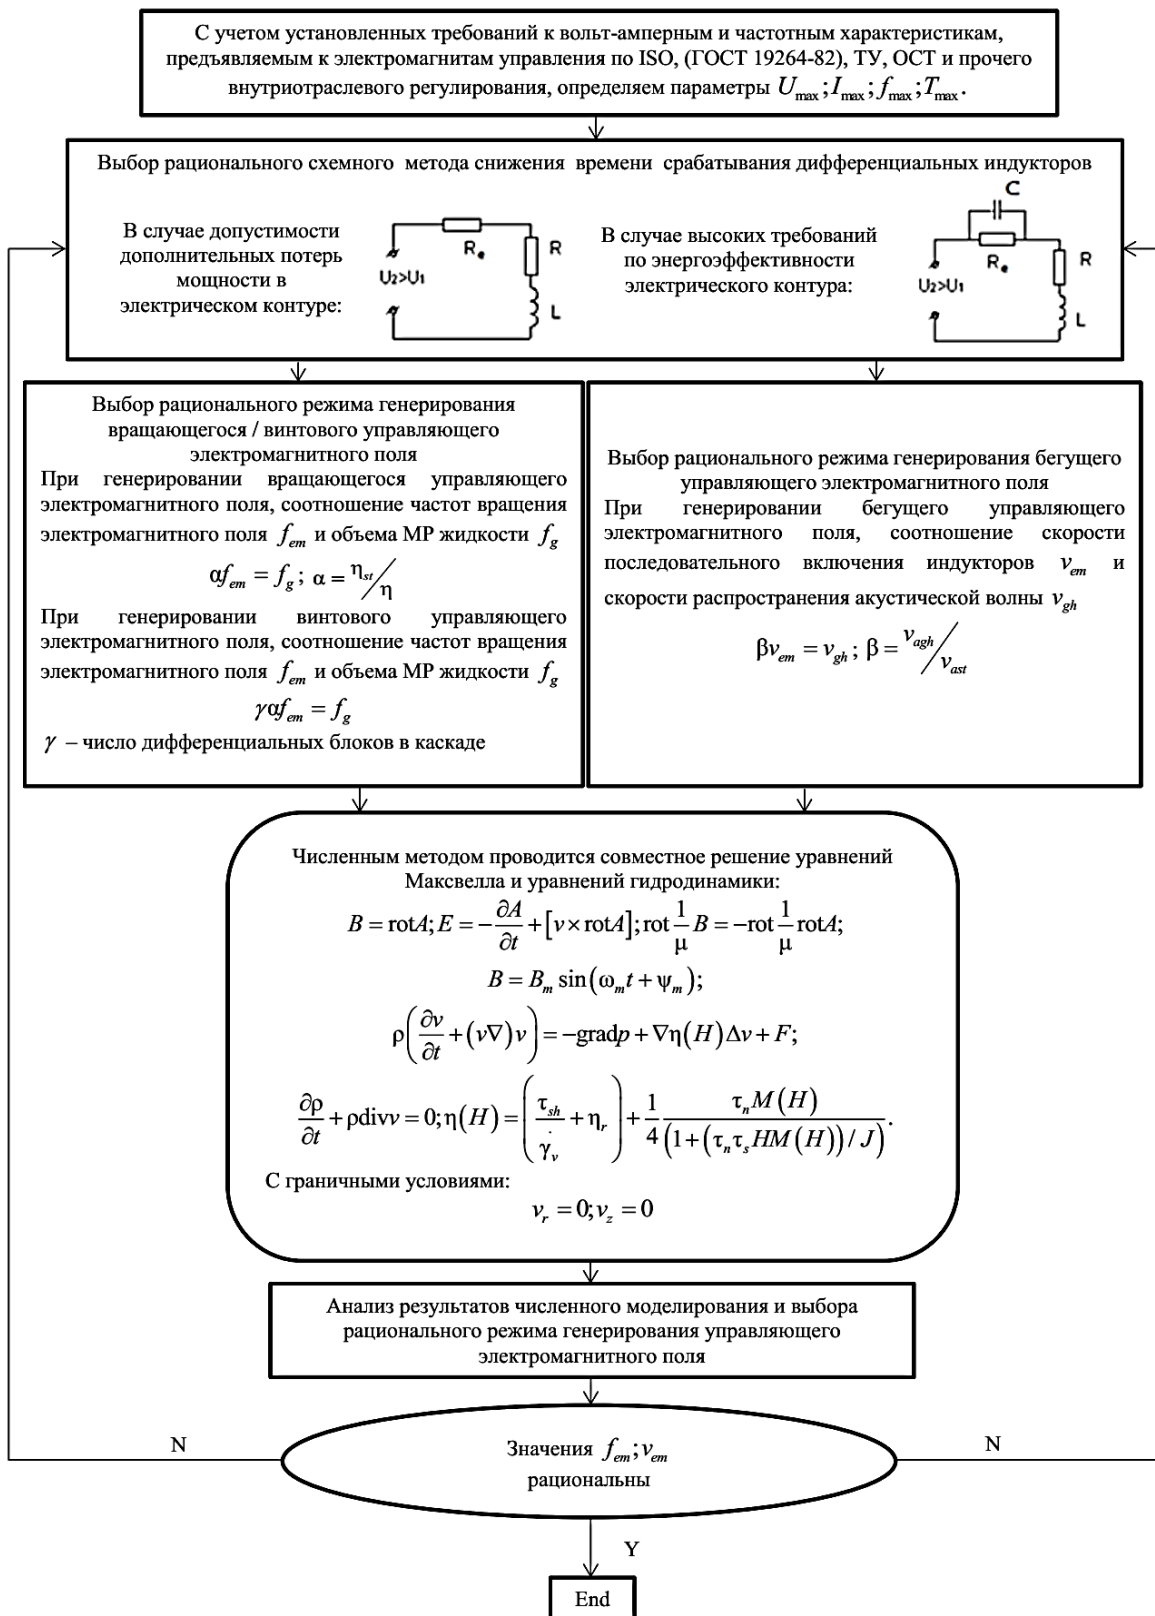 С учетом установленных требований к вольт-амперным и частотным характеристикам,
предъявляемым к электромагнитам управления по ISO, (ГОСТ 19264-82), ТУ, ОСТ и прочего
внутриотраслевого регулирования, определяем параметры U_max; I_max; f_max; T_max.
Выбор рационального схемного метода снижения времени срабатывания дифференциальных индукторов
В случае допустимости
дополнительных потерь
мощности в
электрическом контуре:
Rе
R
U2>U1
L
В случае высоких требований
по энергоэффективности
электрического контура:
C
Rе
R
U2>U1
L
Выбор рационального режима генерирования
вращающегося / винтового управляющего
электромагнитного поля
При генерировании вращающегося управляющего
электромагнитного поля, соотношение частот вращения
электромагнитного поля f_em и объема МР жидкости f_g
αf_em = f_g; α = η_st/η
При генерировании винтового управляющего
электромагнитного поля, соотношение частот вращения
электромагнитного поля f_em и объема МР жидкости f_g
γαf_em = f_g
γ – число дифференциальных блоков в каскаде
Выбор рационального режима генерирования бегущего
управляющего электромагнитного поля
При генерировании бегущего управляющего
электромагнитного поля, соотношение скорости
последовательного включения индукторов v_em и
скорости распространения акустической волны v_gh
βv_em = v_gh; β = v_agh/v_ast
Численным методом проводится совместное решение уравнений
Максвелла и уравнений гидродинамики:
B = rotA; E = −∂A/∂t + [v × rotA]; rot 1/μ B = −rot 1/μ rotA;
B = B_m sin(ω_m t + ψ_m);
ρ(∂v/∂t + (v∇)v) = −gradp + ∇η(H)Δv + F;
∂ρ/∂t + ρdivv = 0; η(H) = (τ_sh/γ̇_v + η_r) + 1/4 τ_n M(H)/(1 + (τ_n τ_s HM(H))/J).
С граничными условиями:
v_r = 0; v_z = 0
Анализ результатов численного моделирования и выбора
рационального режима генерирования управляющего
электромагнитного поля
N
Значения f_em; v_em
рациональны
N
Y
End